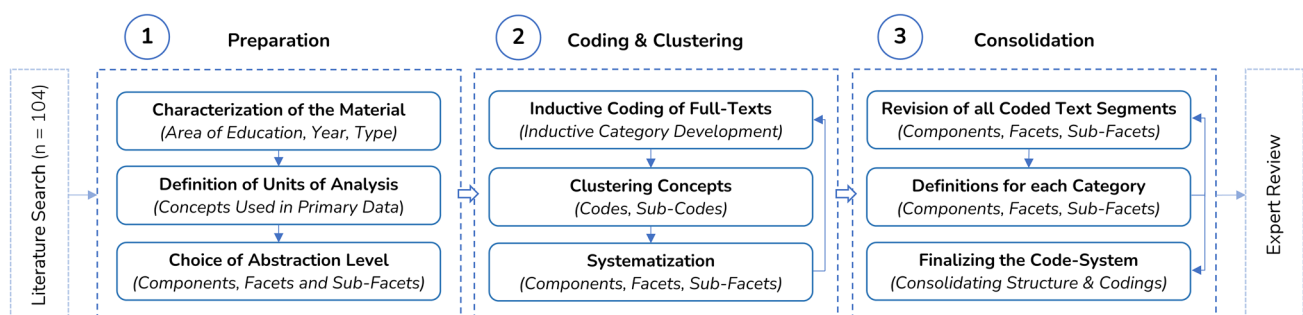 1
Preparation
2
Coding & Clustering
3
Consolidation
Literature Search (n = 104)
Characterization of the Material
(Area of Education, Year, Type)
Definition of Units of Analysis
(Concepts Used in Primary Data)
Choice of Abstraction Level
(Components, Facets and Sub-Facets)
Inductive Coding of Full-Texts
(Inductive Category Development)
Clustering Concepts
(Codes, Sub-Codes)
Systematization
(Components, Facets, Sub-Facets)
Revision of all Coded Text Segments
(Components, Facets, Sub-Facets)
Definitions for each Category
(Components, Facets, Sub-Facets)
Finalizing the Code-System
(Consolidating Structure & Codings)
Expert Review